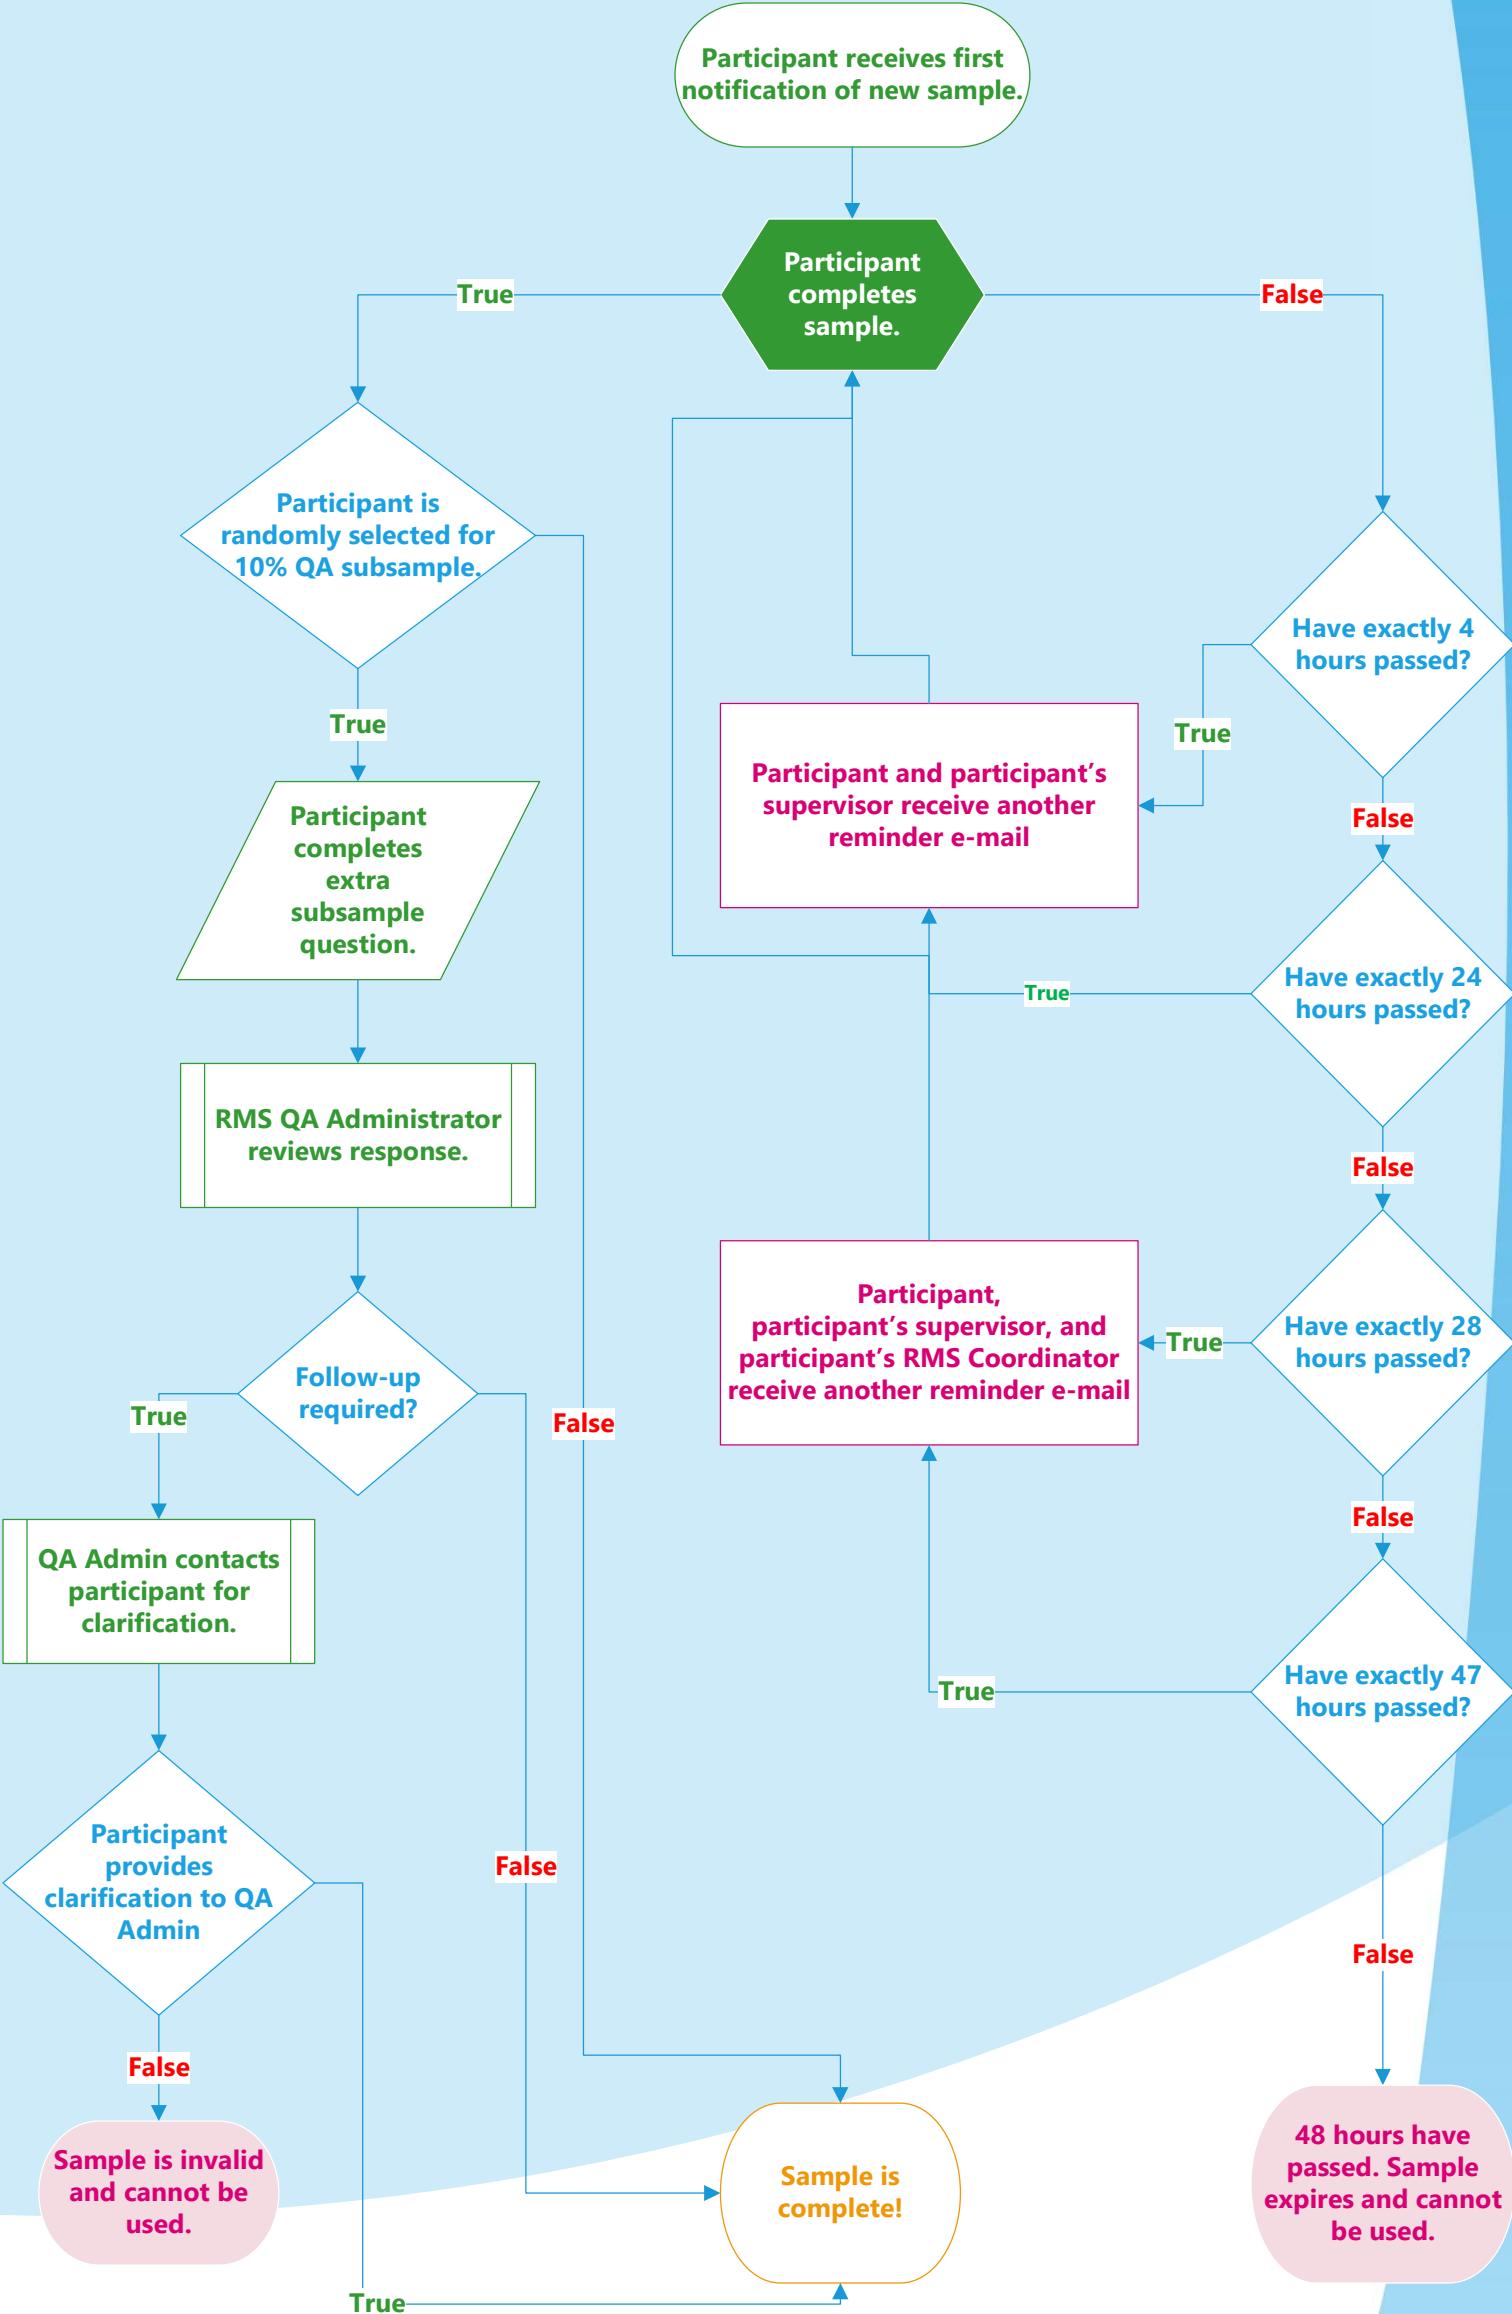 Participant receives first
notification of new sample.
Participant
completes
sample.
True
False
Participant is
randomly selected for
10% QA subsample.
Have exactly 4
hours passed?
True
True
Participant and participant’s
supervisor receive another
reminder e-mail
False
Participant
completes
extra
subsample
question.
Have exactly 24
hours passed?
True
RMS QA Administrator
reviews response.
False
Participant,
participant’s supervisor, and
participant’s RMS Coordinator
receive another reminder e-mail
Have exactly 28
hours passed?
True
Follow-up
required?
True
False
False
QA Admin contacts
participant for
clarification.
Have exactly 47
hours passed?
True
Participant
provides
clarification to QA
Admin
False
False
False
Sample is invalid
and cannot be
used.
Sample is
complete!
48 hours have
passed. Sample
expires and cannot
be used.
True